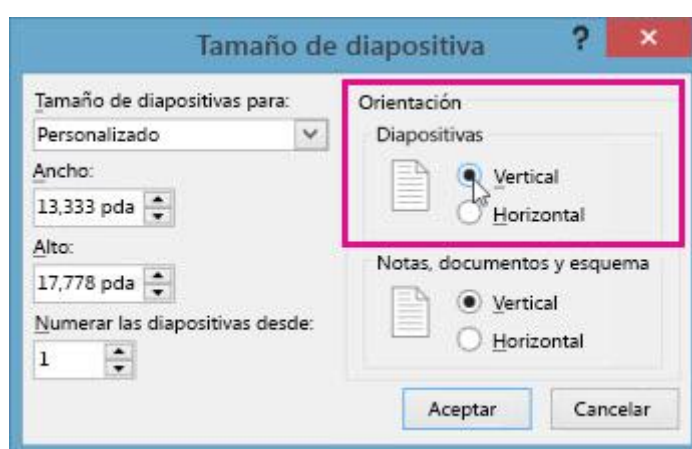 Tamaño de diapositiva
?
Tamaño de diapositivas para:
Personalizado
Ancho:
13,333 pda
Alto:
17,778 pda
Numerar las diapositivas desde:
1
Orientación
Diapositivas
Vertical
Horizontal
Notas, documentos y esquema
Vertical
Horizontal
Aceptar
Cancelar